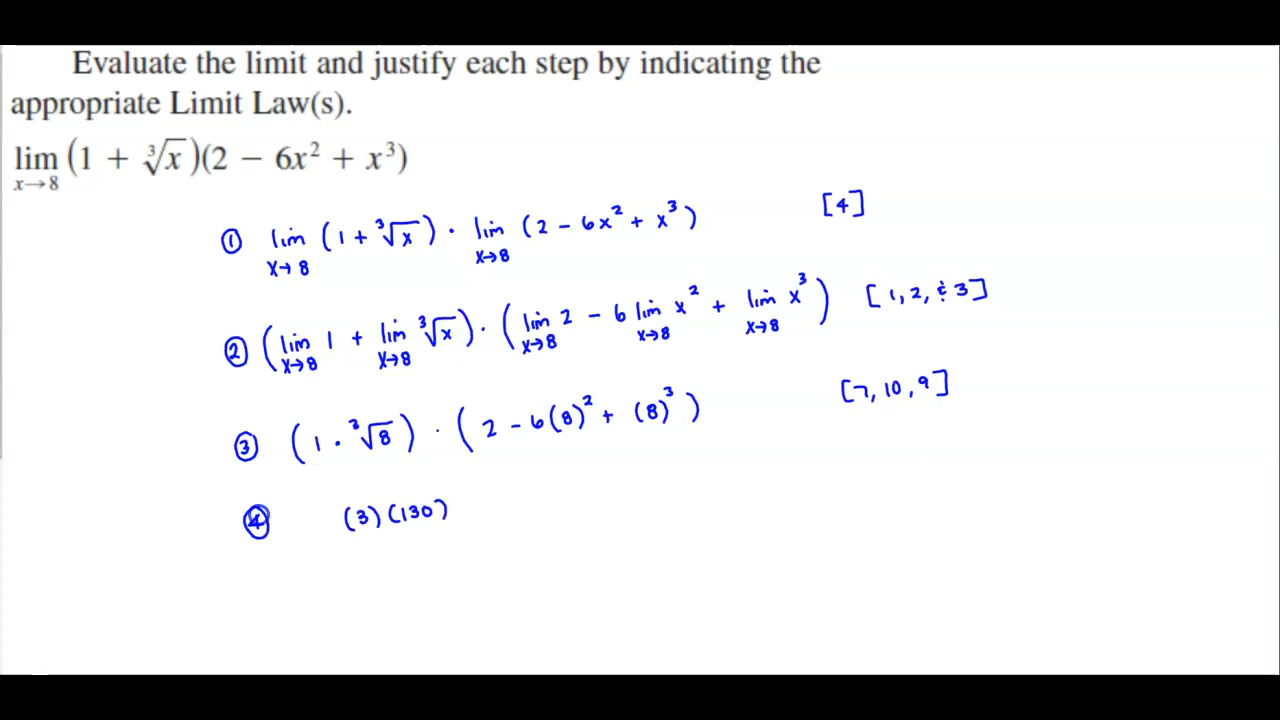 Evaluate the limit and justify each step by indicating the
appropriate Limit Law(s).
lim x→8 (1 + ∛x)(2 − 6x² + x³)
① lim x→8 (1 + ∛x) · lim x→8 (2 − 6x² + x³) [4]
② (lim x→8 1 + lim x→8 ∛x) · (lim x→8 2 − 6 lim x→8 x² + lim x→8 x³) [1, 2, & 3]
③ (1 · ∛8) · (2 − 6(8)² + (8)³) [7, 10, 9]
④ (3)(130)